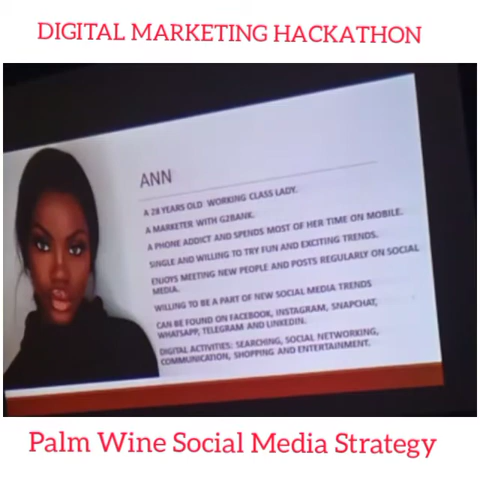 DIGITAL MARKETING HACKATHON
ANN
A 28 YEARS OLD WORKING CLASS LADY.
A MARKETER WITH G2BANK.
A PHONE ADDICT AND SPENDS MOST OF HER TIME ON MOBILE.
SINGLE AND WILLING TO TRY FUN AND EXCITING TRENDS.
ENJOYS MEETING NEW PEOPLE AND POSTS REGULARLY ON SOCIAL
MEDIA.
WILLING TO BE A PART OF NEW SOCIAL MEDIA TRENDS
CAN BE FOUND ON FACEBOOK, INSTAGRAM, SNAPCHAT,
WHATSAPP, TELEGRAM AND LINKEDIN.
DIGITAL ACTIVITIES: SEARCHING, SOCIAL NETWORKING,
COMMUNICATION, SHOPPING AND ENTERTAINMENT.
Palm Wine Social Media Strategy